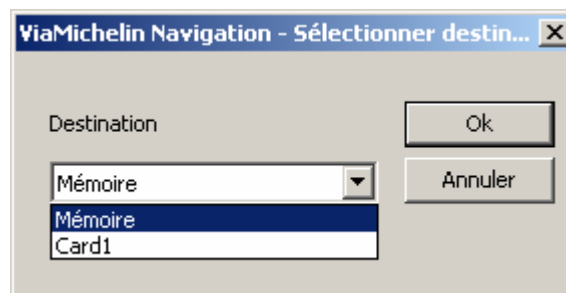 ViaMichelin Navigation - Sélectionner destin...
Destination
Ok
Mémoire
Annuler
Mémoire
Card1